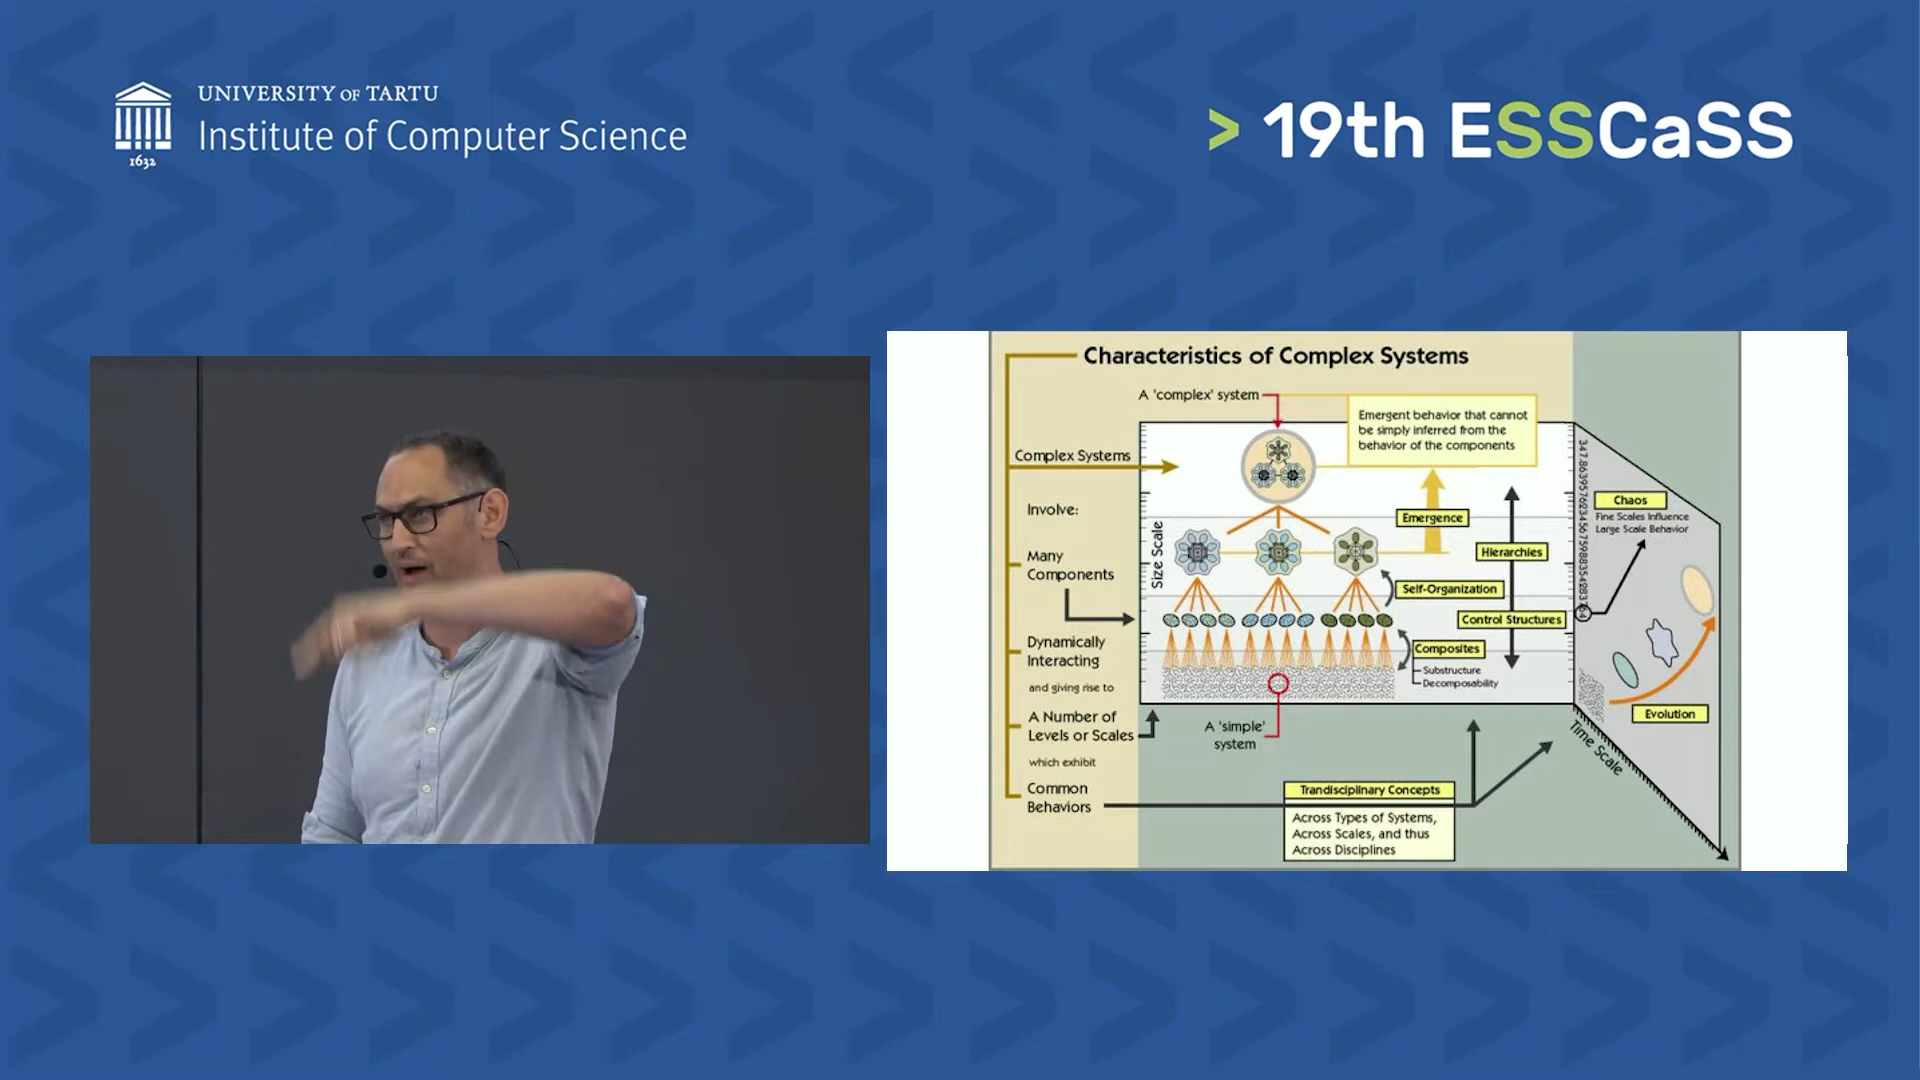 UNIVERSITY OF TARTU
Institute of Computer Science
1632
> 19th ESSCaSS
Characteristics of Complex Systems
A 'complex' system
Emergent behavior that cannot
be simply inferred from the
behavior of the components
Complex Systems
Involve:
Many
Components
Dynamically
Interacting
and giving rise to
A Number of
Levels or Scales
which exhibit
Common
Behaviors
Size Scale
Emergence
Hierarchies
Self-Organization
Control Structures
Composites
Substructure
Decomposability
A 'simple'
system
Chaos
Fine Scales Influence
Large Scale Behavior
Evolution
Time Scale
Trandisciplinary Concepts
Across Types of Systems,
Across Scales, and thus
Across Disciplines